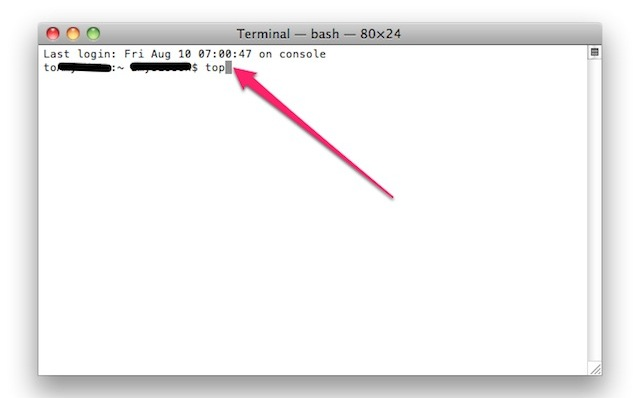 Terminal — bash — 80×24
Last login: Fri Aug 10 07:00:47 on console
:~ $ top